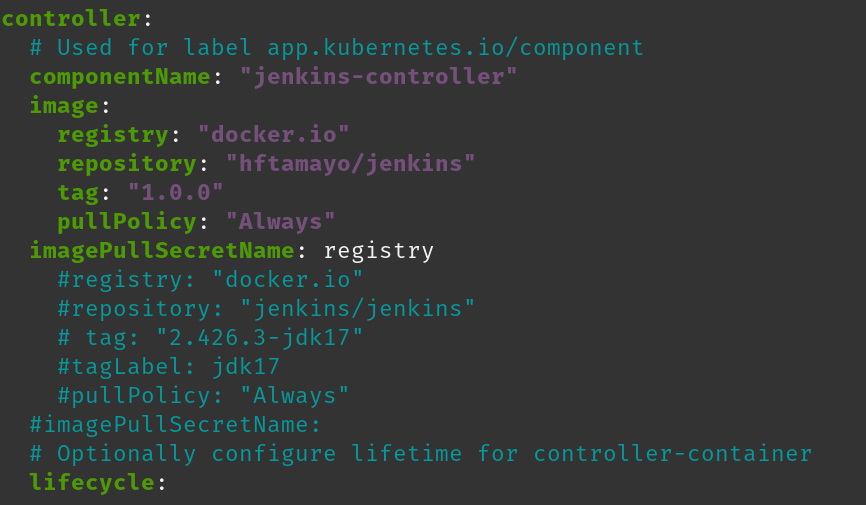 controller:
  # Used for label app.kubernetes.io/component
  componentName: "jenkins-controller"
  image:
    registry: "docker.io"
    repository: "hftamayo/jenkins"
    tag: "1.0.0"
    pullPolicy: "Always"
  imagePullSecretName: registry
    #registry: "docker.io"
    #repository: "jenkins/jenkins"
    # tag: "2.426.3-jdk17"
    #tagLabel: jdk17
    #pullPolicy: "Always"
  #imagePullSecretName:
  # Optionally configure lifetime for controller-container
  lifecycle: